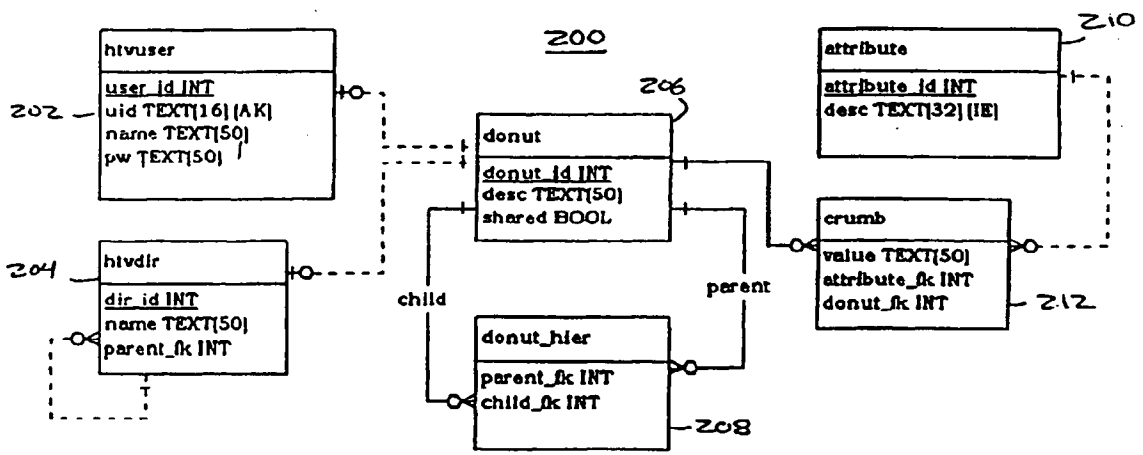 200
htvuser
user_id INT
uid TEXT[16] [AK]
name TEXT[50]
pw TEXT[50]
202
204
htvdir
dir_id INT
name TEXT[50]
parent_fk INT
206
donut
donut_id INT
desc TEXT[50]
shared BOOL
child
parent
donut_hier
parent_fk INT
child_fk INT
208
210
attribute
attribute_id INT
desc TEXT[32] [IE]
crumb
value TEXT[50]
attribute_fk INT
donut_fk INT
212